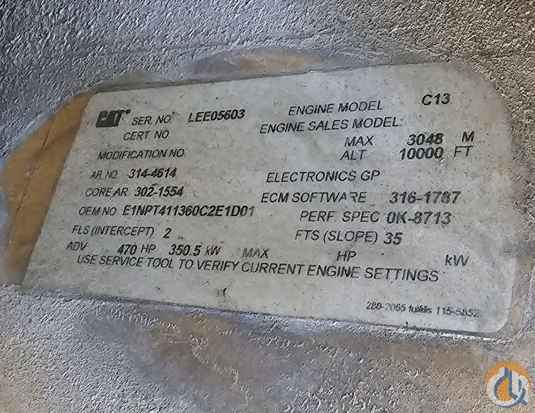 CAT SER. NO LEE05603 ENGINE MODEL C13
CERT NO ENGINE SALES MODEL:
MODIFICATION NO MAX 3048 M
ALT 10000 FT
AR. NO. 314-4614 ELECTRONICS GP
CORE AR 302-1554 ECM SOFTWARE 316-1787
OEM NO E1NPT411360C2E1D01 PERF. SPEC 0K-8713
FLS (INTERCEPT) 2 FTS (SLOPE) 35
ADV 470 HP 350.5 kW MAX HP kW
USE SERVICE TOOL TO VERIFY CURRENT ENGINE SETTINGS
115-5852